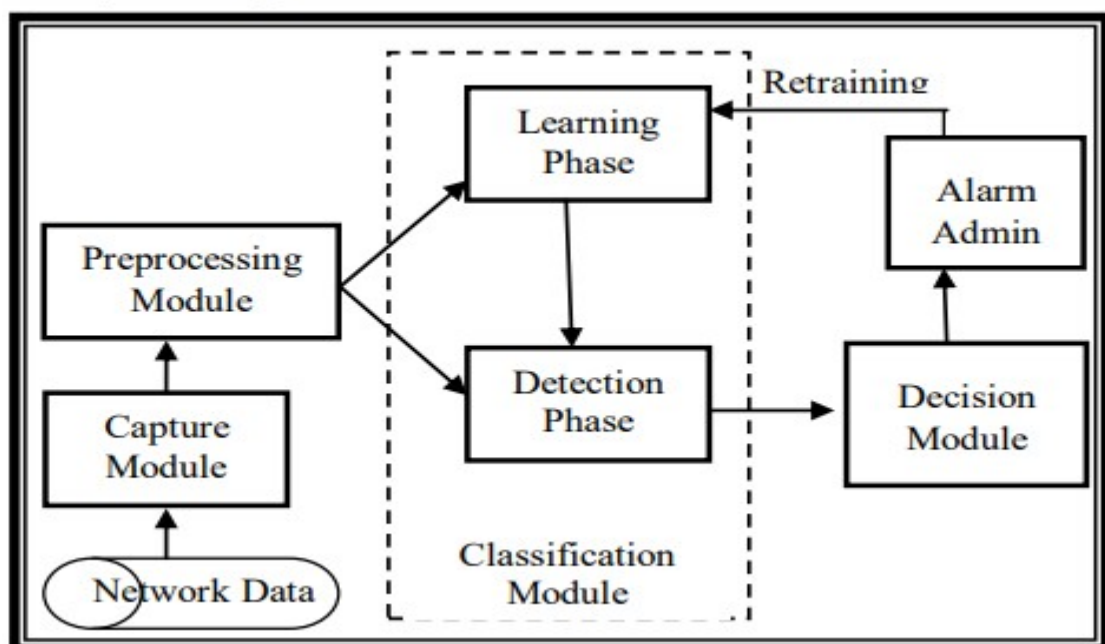 Retraining
Learning
Phase
Alarm
Admin
Preprocessing
Module
Detection
Phase
Decision
Module
Capture
Module
Classification
Module
Network Data